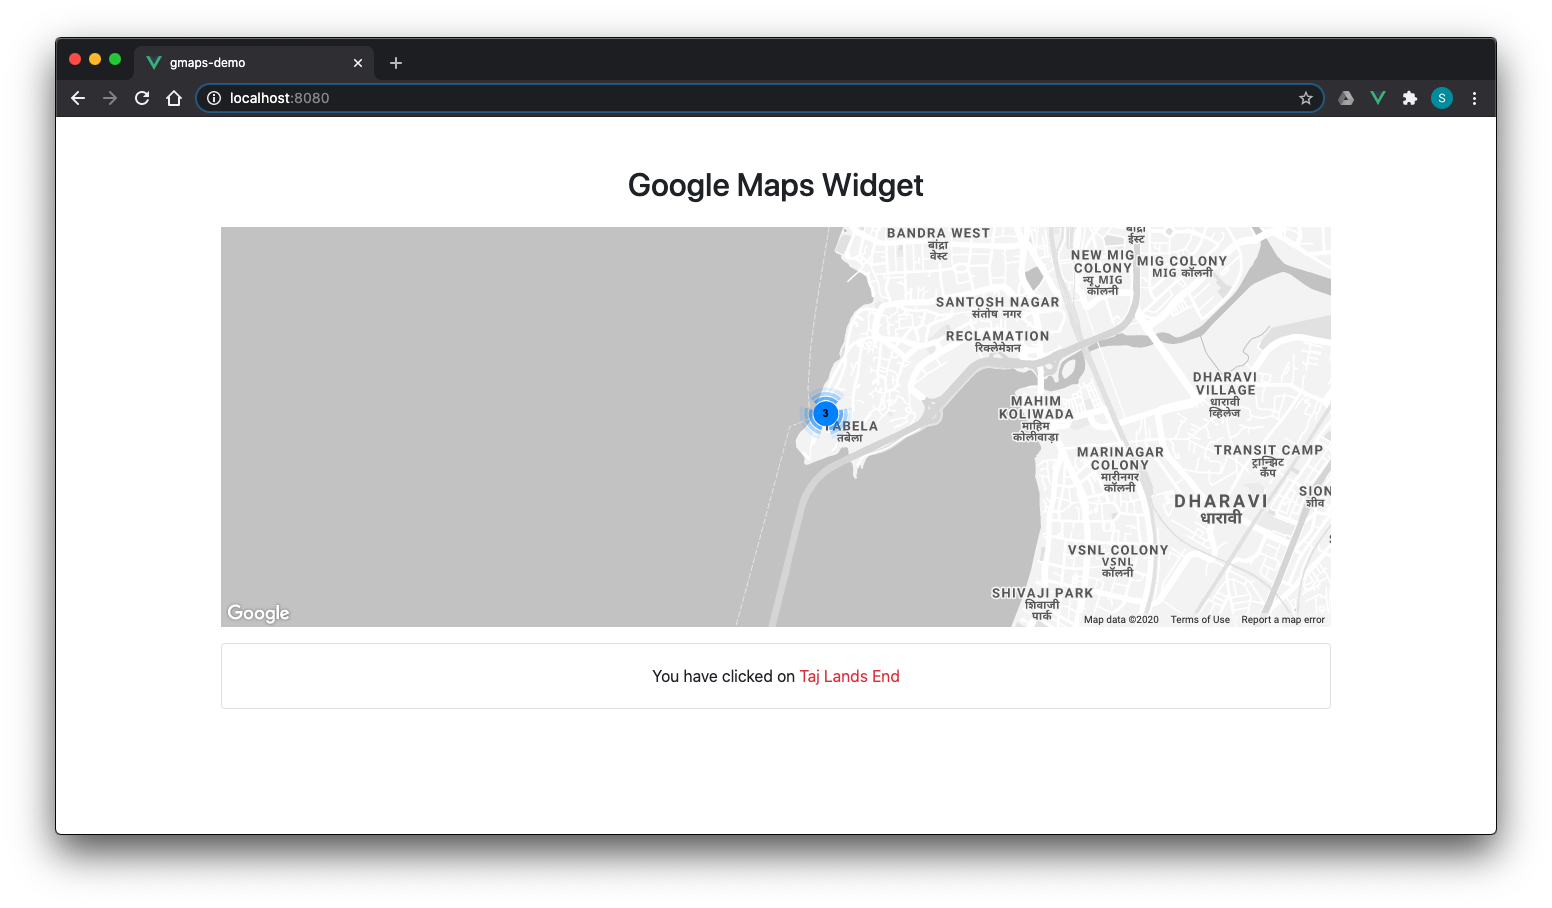 gmaps-demo
localhost:8080
S
Google Maps Widget
BANDRA WEST
बांद्रा
वेस्ट
ईस्ट
NEW MIG
COLONY
न्यू MIG
कॉलनी
MIG COLONY
MIG कॉलनी
SANTOSH NAGAR
संतोष नगर
RECLAMATION
रिक्लेमेशन
DHARAVI
VILLAGE
धारावी
व्हिलेज
MAHIM
KOLIWADA
माहिम
कोलीवाड़ा
3
TABELA
तबेला
MARINAGAR
COLONY
मारीनगर
कॉलनी
TRANSIT CAMP
ट्रान्झिट
कॅंप
DHARAVI
धारावी
SION
शीव
VSNL COLONY
VSNL
कॉलनी
SHIVAJI PARK
शिवाजी
पार्क
Google
Map data ©2020 Terms of Use Report a map error
You have clicked on Taj Lands End